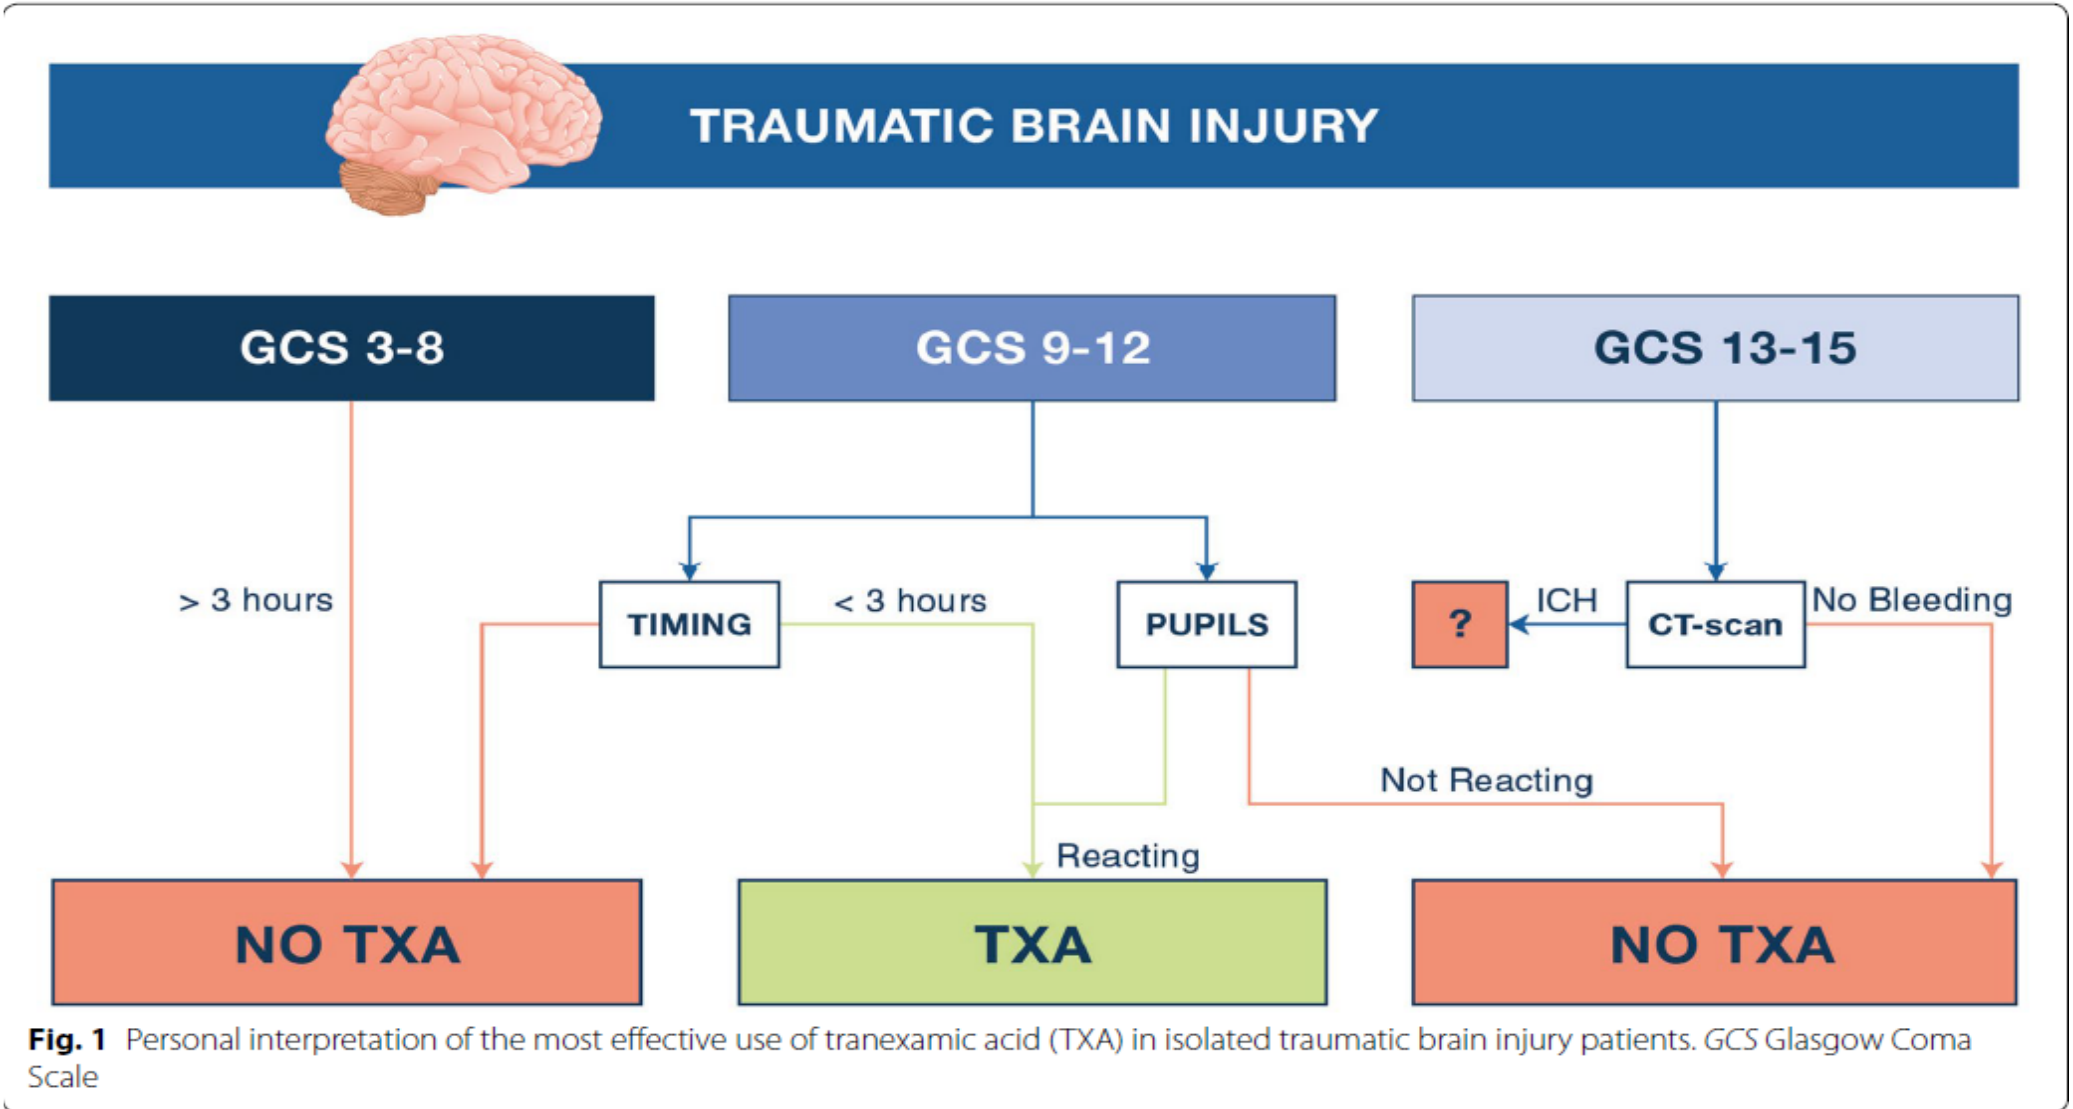 TRAUMATIC BRAIN INJURY
GCS 3-8
GCS 9-12
GCS 13-15
> 3 hours
TIMING
< 3 hours
PUPILS
?
ICH
CT-scan
No Bleeding
Not Reacting
Reacting
NO TXA
TXA
NO TXA
Fig. 1 Personal interpretation of the most effective use of tranexamic acid (TXA) in isolated traumatic brain injury patients. GCS Glasgow Coma
Scale